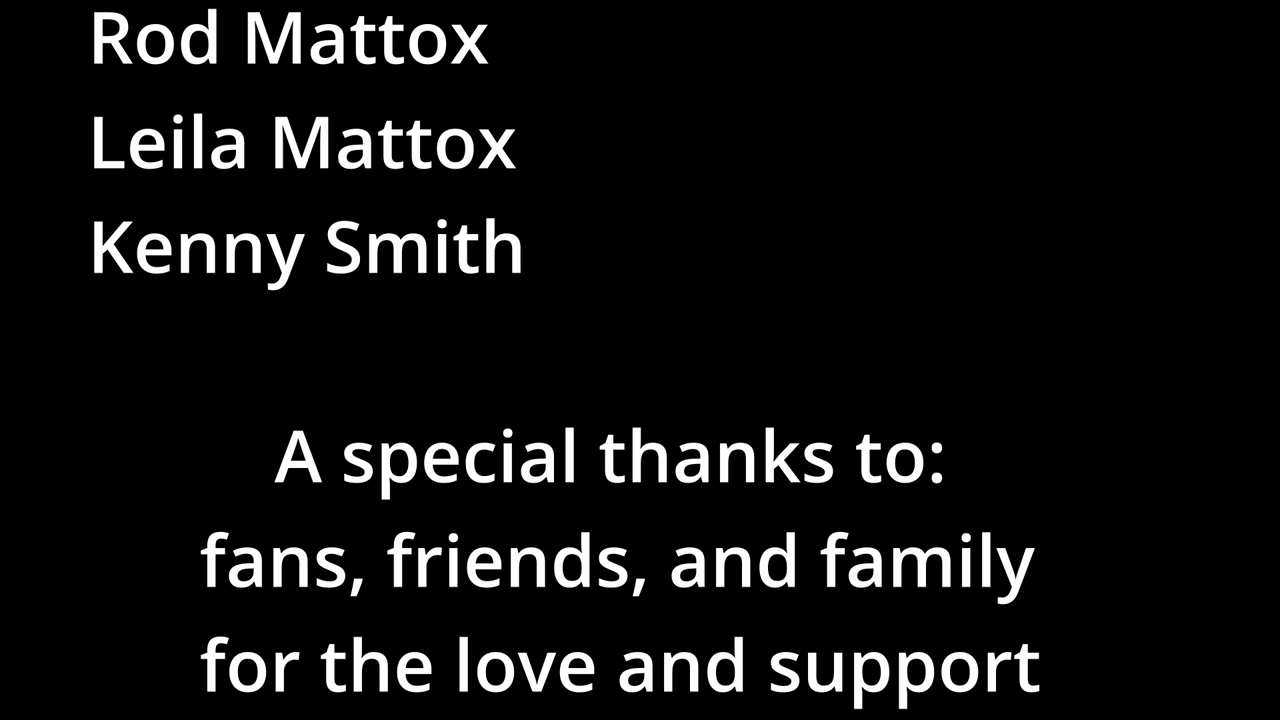 Rod Mattox
Leila Mattox
Kenny Smith
A special thanks to:
fans, friends, and family
for the love and support